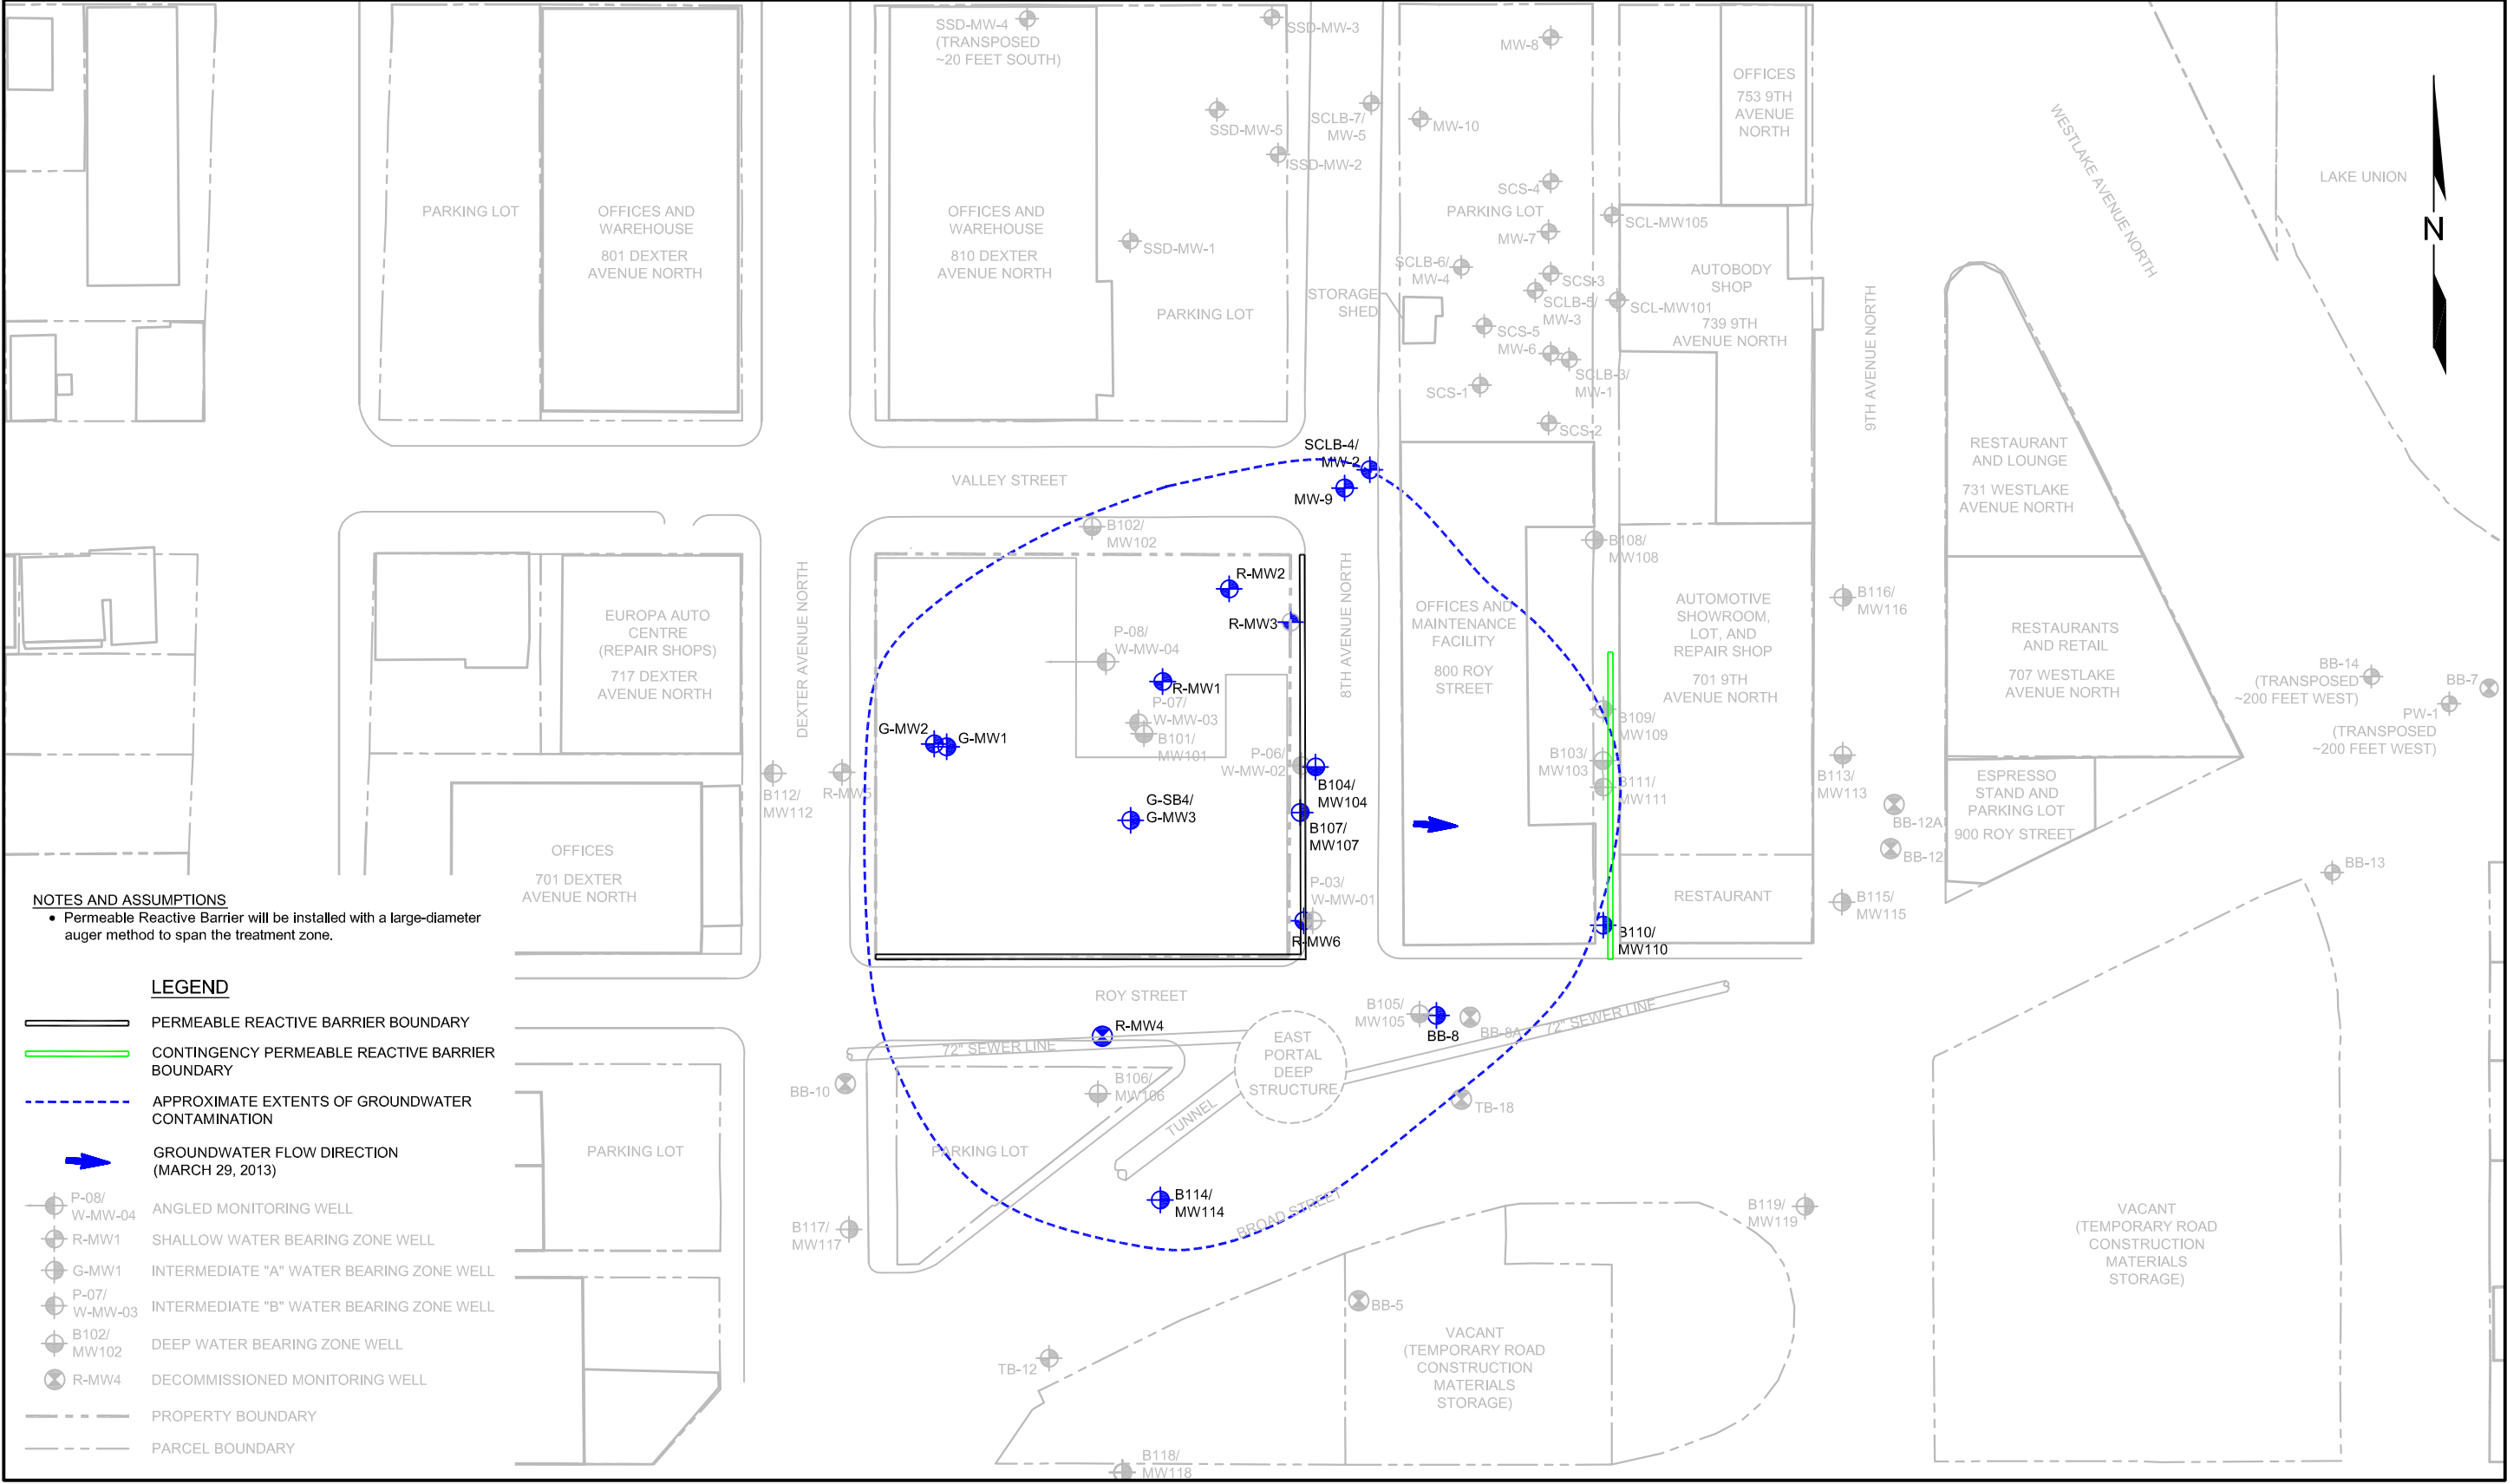 SSD-MW-4
(TRANSPOSED
~20 FEET SOUTH)
SSD-MW-3
MW-8
OFFICES
753 9TH
AVENUE
NORTH
SSD-MW-5
SCLB-7/
MW-5
MW-10
SSD-MW-2
WESTLAKE AVENUE NORTH
LAKE UNION
N
PARKING LOT
OFFICES AND
WAREHOUSE
801 DEXTER
AVENUE NORTH
OFFICES AND
WAREHOUSE
810 DEXTER
AVENUE NORTH
SSD-MW-1
PARKING LOT
SCS-4
PARKING LOT
MW-7
SCL-MW105
SCLB-6/
MW-4
SCS-3
SCLB-5/
MW-3
STORAGE
SHED
SCS-5
MW-6
SCL-MW101
AUTOBODY
SHOP
739 9TH
AVENUE NORTH
SCLB-3/
MW-1
SCS-1
SCS-2
9TH AVENUE NORTH
RESTAURANT
AND LOUNGE
731 WESTLAKE
AVENUE NORTH
VALLEY STREET
SCLB-4/
MW-2
MW-9
B102/
MW102
B108/
MW108
DEXTER AVENUE NORTH
8TH AVENUE NORTH
EUROPA AUTO
CENTRE
(REPAIR SHOPS)
717 DEXTER
AVENUE NORTH
R-MW2
R-MW3
P-08/
W-MW-04
R-MW1
P-07/
W-MW-03
B101/
MW101
G-MW2
G-MW1
P-06/
W-MW-02
B104/
MW104
B107/
MW107
G-SB4/
G-MW3
B112/
MW112
R-MW5
P-03/
W-MW-01
R-MW6
OFFICES AND
MAINTENANCE
FACILITY
800 ROY
STREET
AUTOMOTIVE
SHOWROOM,
LOT, AND
REPAIR SHOP
701 9TH
AVENUE NORTH
B109/
MW109
B103/
MW103
B111/
MW111
B110/
MW110
RESTAURANT
B116/
MW116
B113/
MW113
B115/
MW115
BB-12A
BB-12
RESTAURANTS
AND RETAIL
707 WESTLAKE
AVENUE NORTH
ESPRESSO
STAND AND
PARKING LOT
900 ROY STREET
BB-14
(TRANSPOSED
~200 FEET WEST)
BB-7
PW-1
(TRANSPOSED
~200 FEET WEST)
BB-13
OFFICES
701 DEXTER
AVENUE NORTH
ROY STREET
R-MW4
72" SEWER LINE
EAST
PORTAL
DEEP
STRUCTURE
B105/
MW105
BB-8
BB-8A
72" SEWER LINE
BB-10
B106/
MW106
TUNNEL
TB-18
PARKING LOT
PARKING LOT
B114/
MW114
BROAD STREET
B117/
MW117
B119/
MW119
BB-5
TB-12
VACANT
(TEMPORARY ROAD
CONSTRUCTION
MATERIALS
STORAGE)
VACANT
(TEMPORARY ROAD
CONSTRUCTION
MATERIALS
STORAGE)
B118/
MW118
NOTES AND ASSUMPTIONS
• Permeable Reactive Barrier will be installed with a large-diameter
auger method to span the treatment zone.
LEGEND
PERMEABLE REACTIVE BARRIER BOUNDARY
CONTINGENCY PERMEABLE REACTIVE BARRIER
BOUNDARY
APPROXIMATE EXTENTS OF GROUNDWATER
CONTAMINATION
GROUNDWATER FLOW DIRECTION
(MARCH 29, 2013)
P-08/
W-MW-04
ANGLED MONITORING WELL
R-MW1
SHALLOW WATER BEARING ZONE WELL
G-MW1
INTERMEDIATE "A" WATER BEARING ZONE WELL
P-07/
W-MW-03
INTERMEDIATE "B" WATER BEARING ZONE WELL
B102/
MW102
DEEP WATER BEARING ZONE WELL
R-MW4
DECOMMISSIONED MONITORING WELL
PROPERTY BOUNDARY
PARCEL BOUNDARY